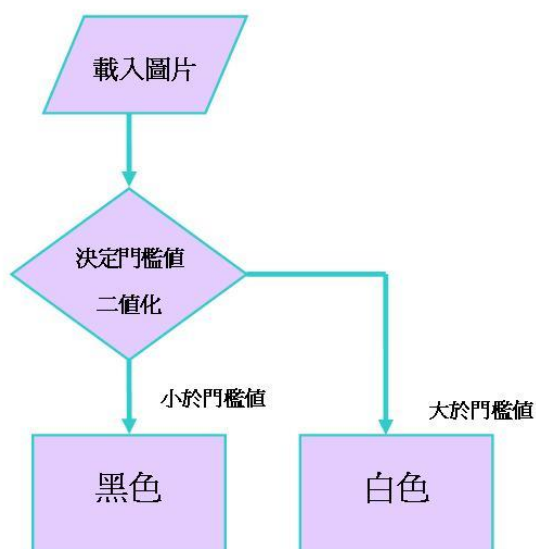 載入圖片
決定門檻值
二值化
小於門檻值
大於門檻值
黑色
白色